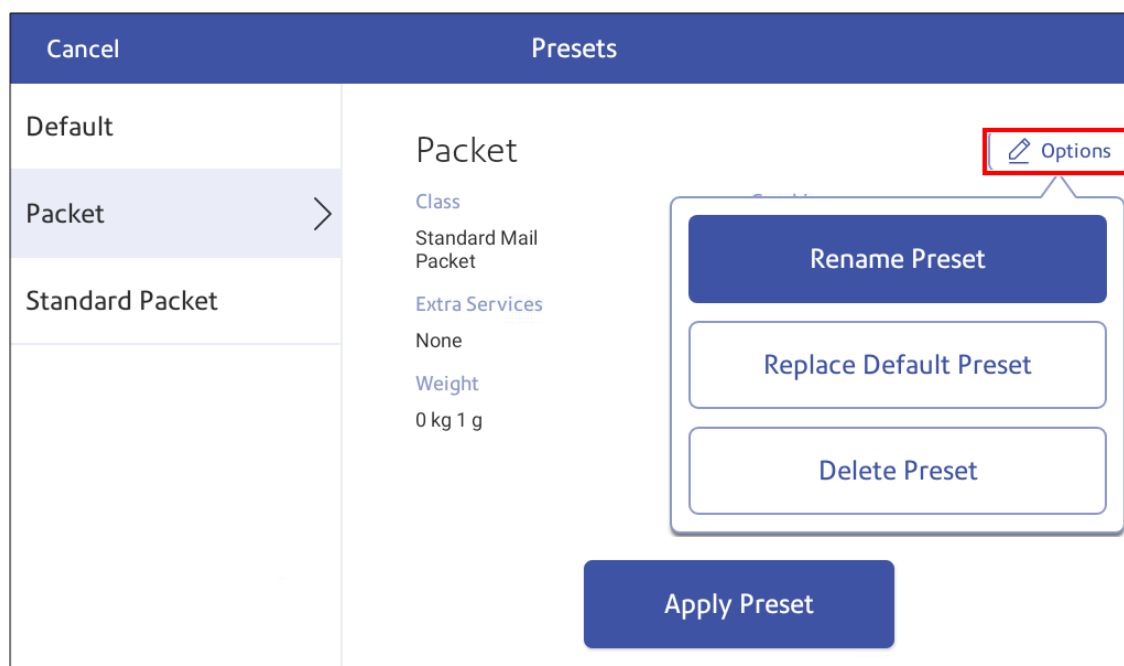 Cancel
Presets
Default
Packet
Standard Packet
Packet
Options
Class
Standard Mail
Packet
Extra Services
None
Weight
0 kg 1 g
Rename Preset
Replace Default Preset
Delete Preset
Apply Preset